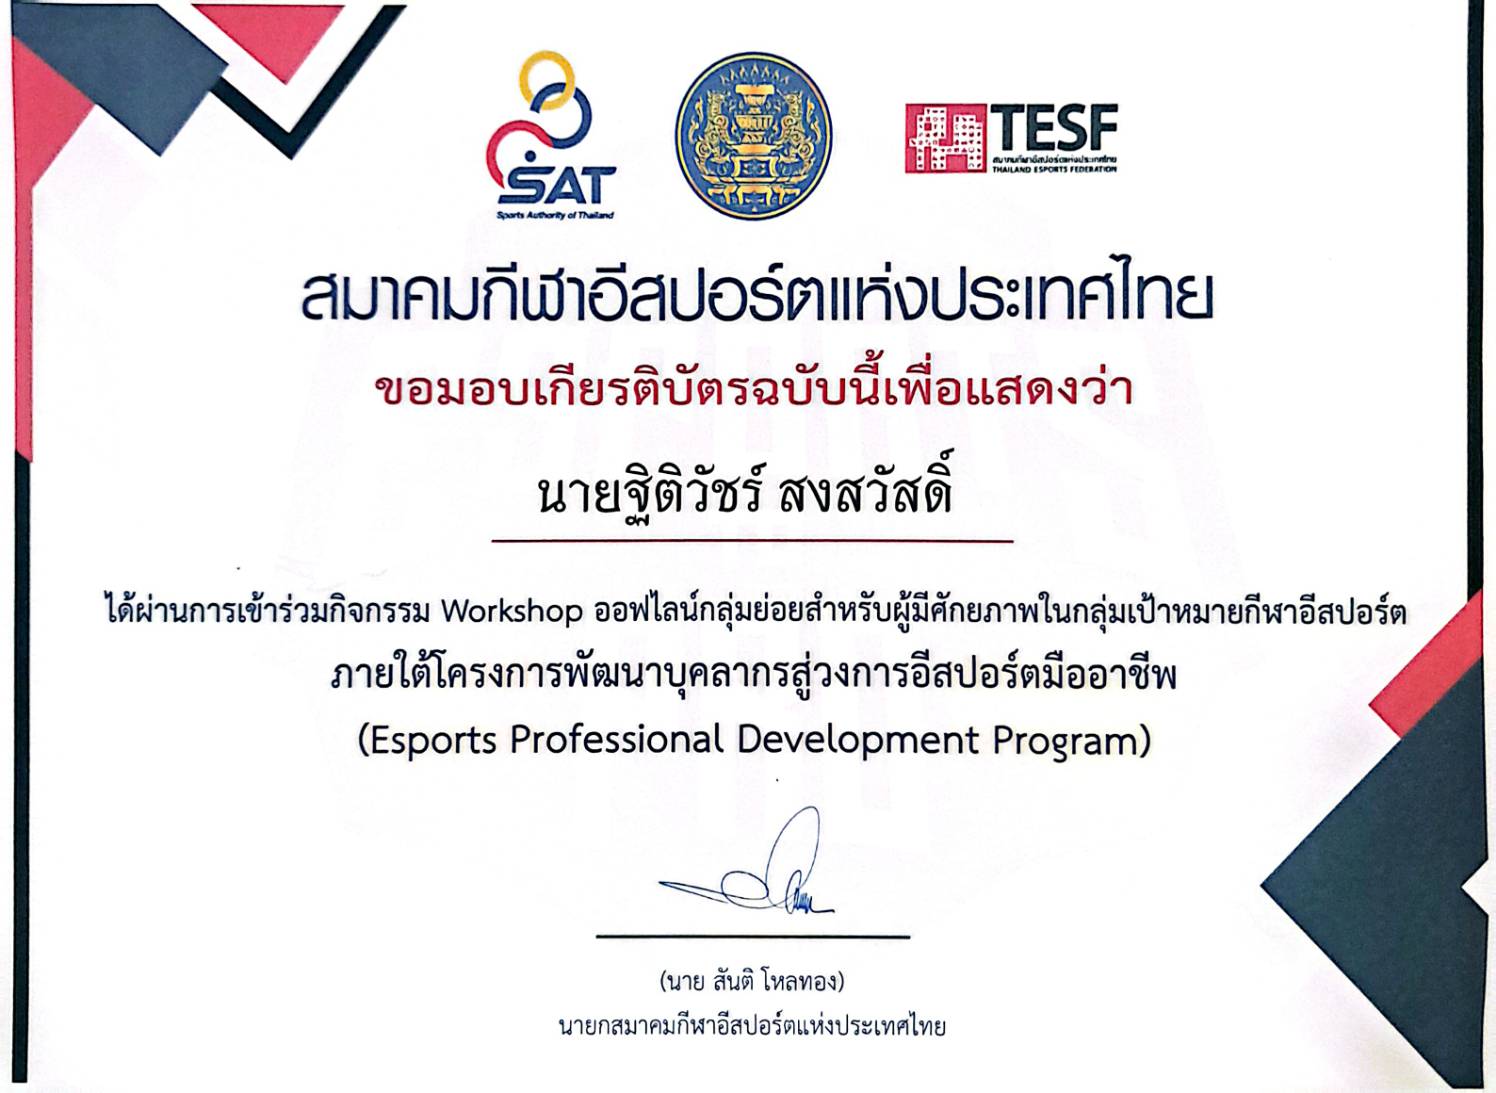 SAT
Sports Authority of Thailand
TESF
สมาคมกีฬาอีสปอร์ตแห่งประเทศไทย
THAILAND ESPORTS FEDERATION
สมาคมกีฬาอีสปอร์ตแห่งประเทศไทย
ขอมอบเกียรติบัตรฉบับนี้เพื่อแสดงว่า
นายฐิติวัชร์ สงสวัสดิ์
ได้ผ่านการเข้าร่วมกิจกรรม Workshop ออฟไลน์กลุ่มย่อยสำหรับผู้มีศักยภาพในกลุ่มเป้าหมายกีฬาอีสปอร์ต
ภายใต้โครงการพัฒนาบุคลากรสู่วงการอีสปอร์ตมืออาชีพ
(Esports Professional Development Program)
(นาย สันติ โหลทอง)
นายกสมาคมกีฬาอีสปอร์ตแห่งประเทศไทย